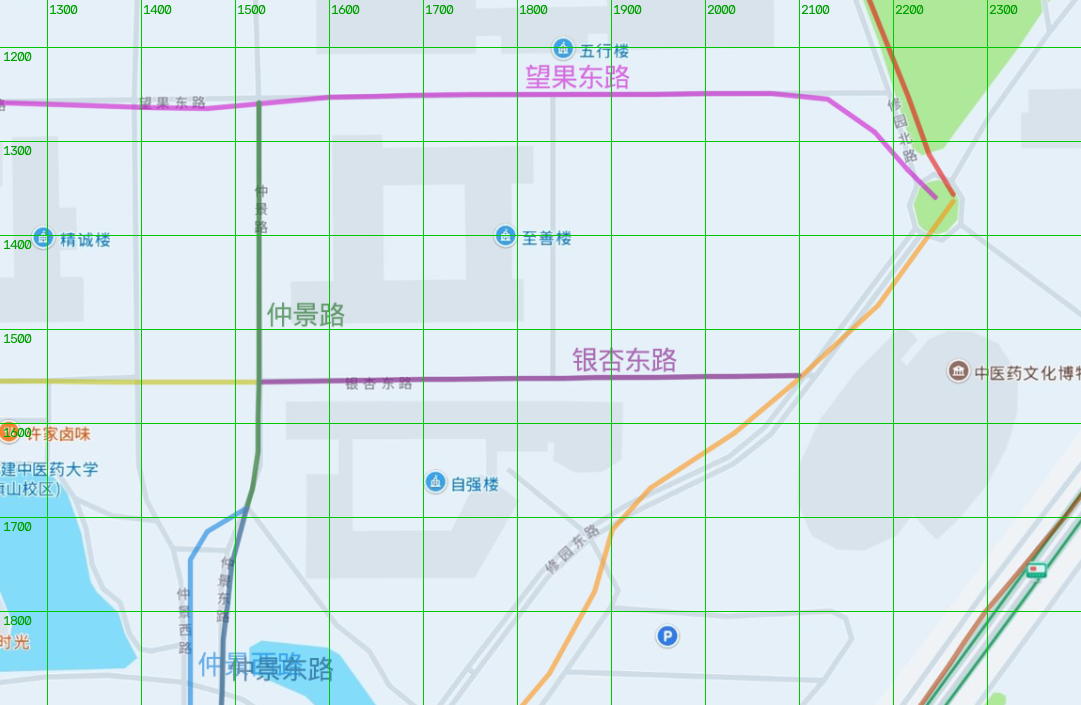 1300 1400 1500 1600 1700 1800 1900 2000 2100 2200 2300
1200
五行楼
望果东路
路
望果东路
修园北路
1300
仲景路
精诚楼
1400
至善楼
仲景路
1500
银杏东路
银杏东路
中医药文化博物
1600
许家卤味
建中医药大学
旗山校区)
自强楼
1700
修园东路
仲景东路
仲景西路
1800
P
时光
仲景西路
仲景东路